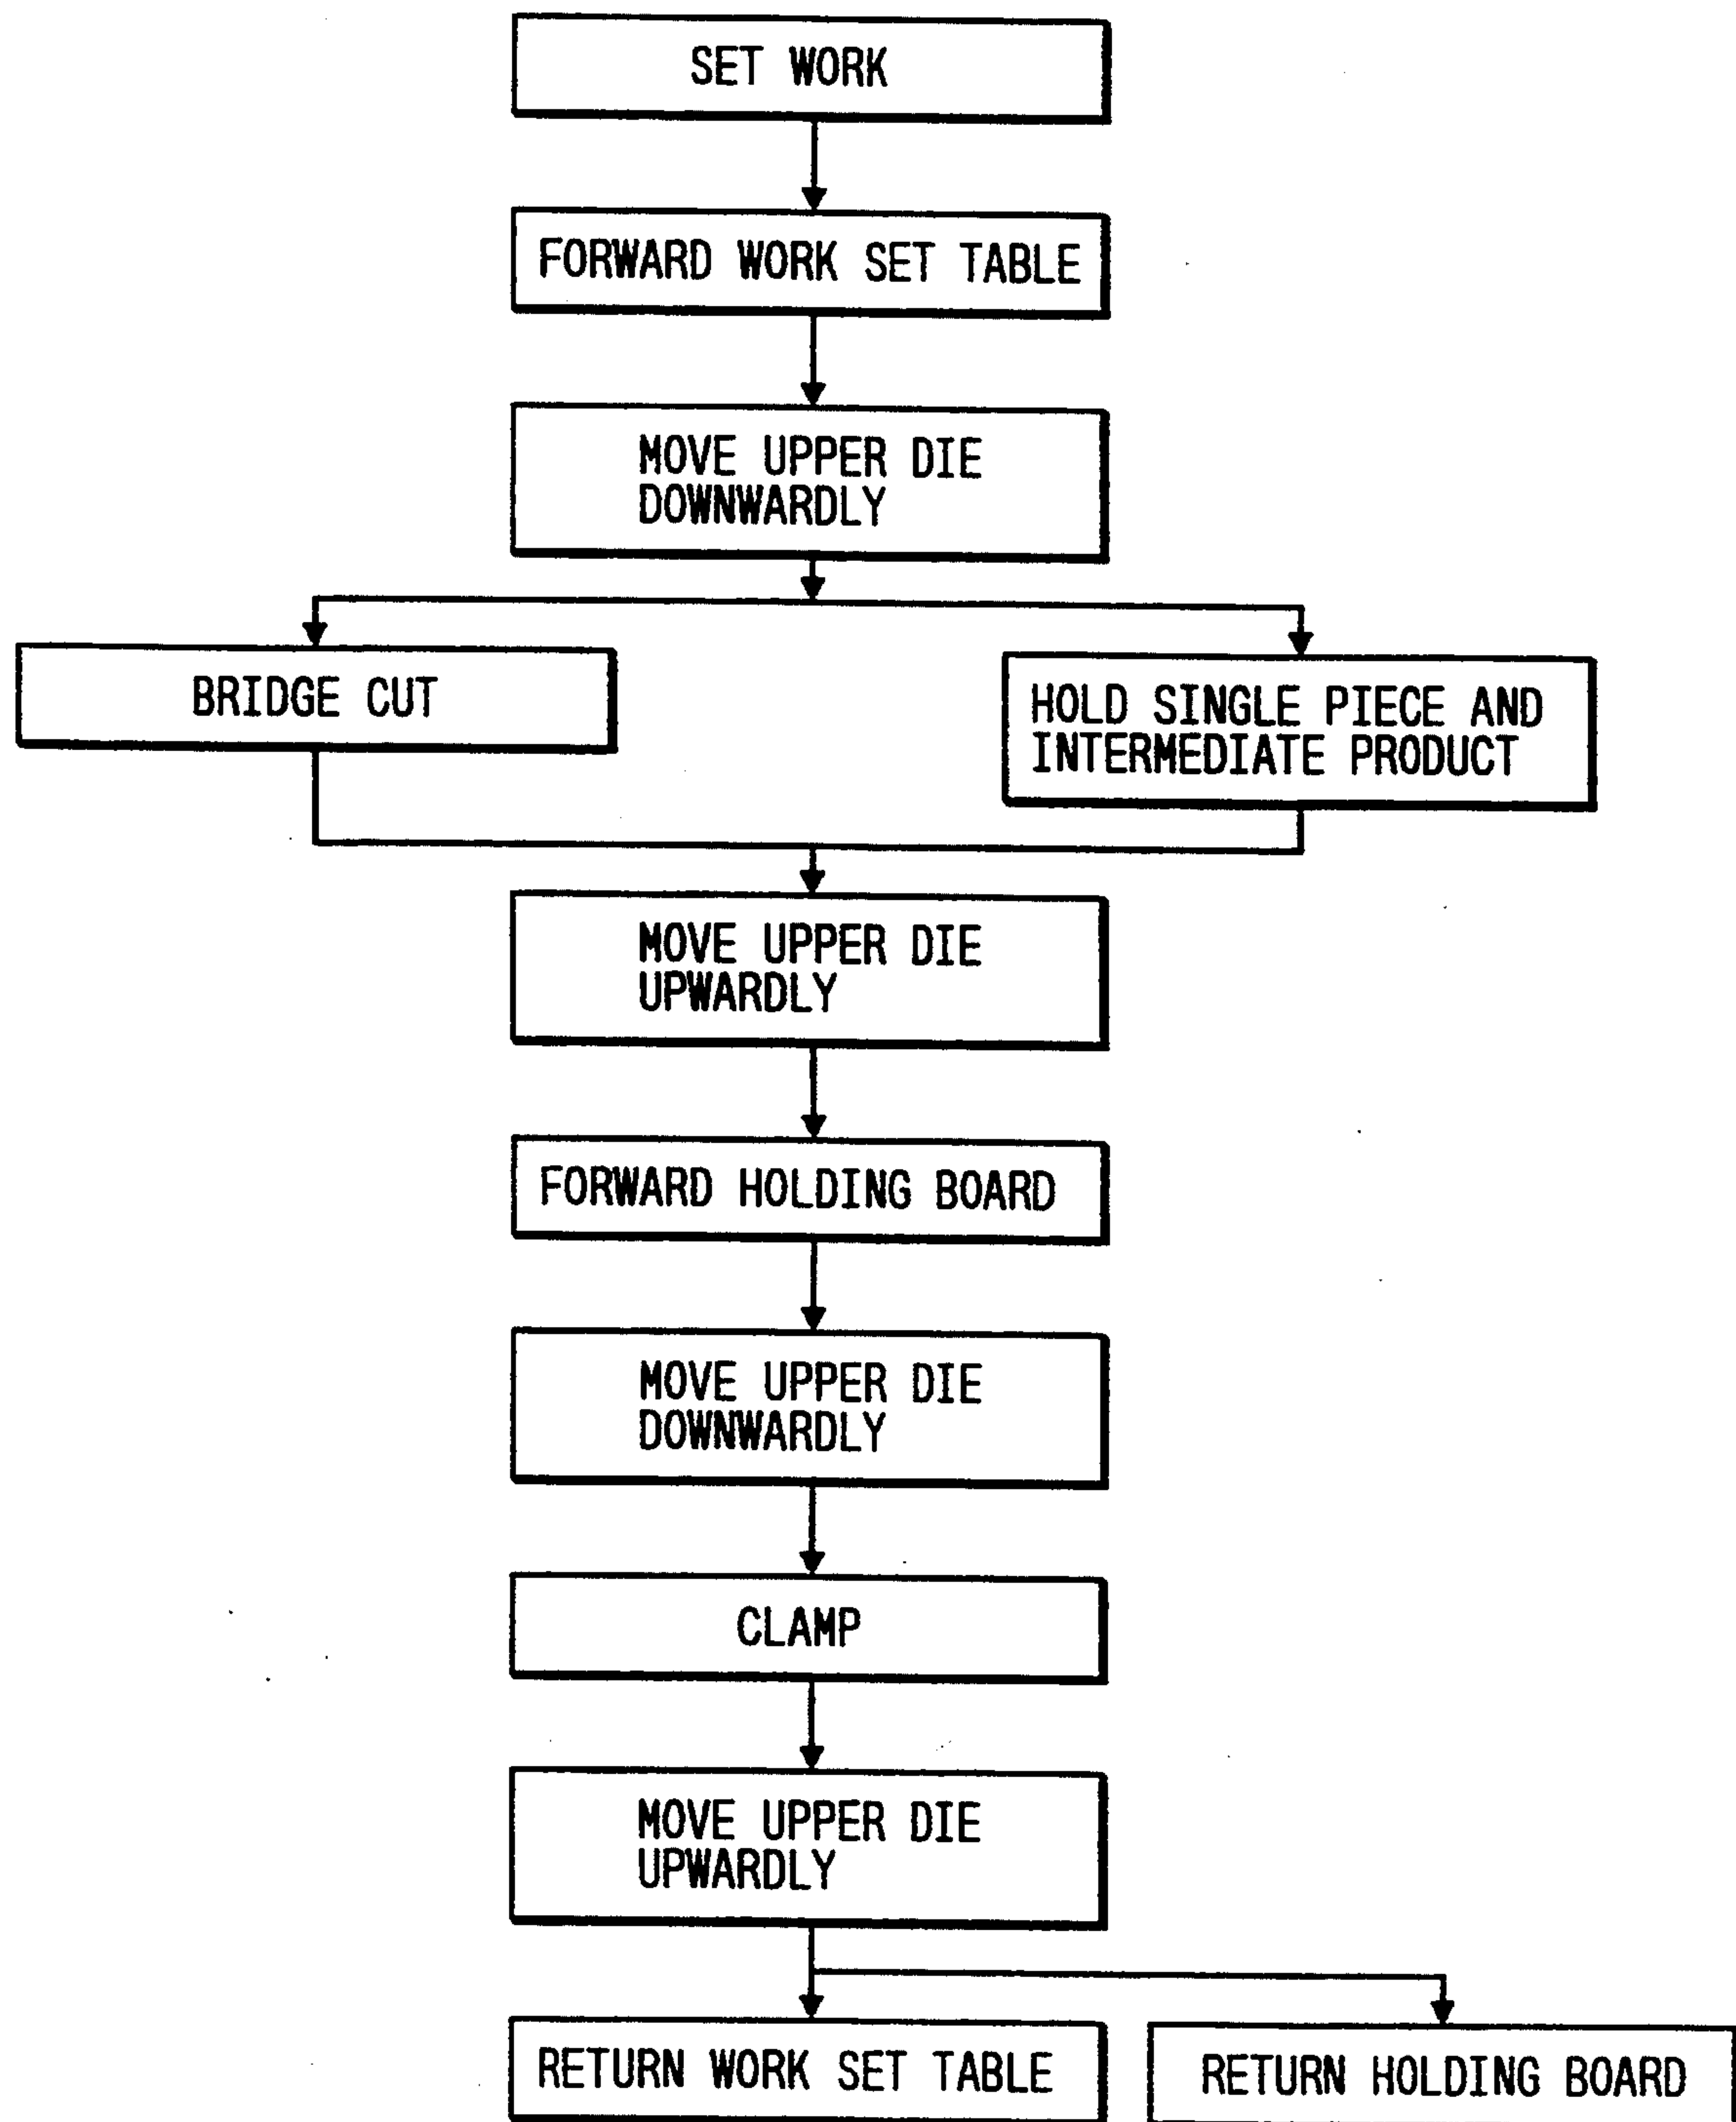 SET WORK
FORWARD WORK SET TABLE
MOVE UPPER DIE
DOWNWARDLY
BRIDGE CUT
HOLD SINGLE PIECE AND
INTERMEDIATE PRODUCT
MOVE UPPER DIE
UPWARDLY
FORWARD HOLDING BOARD
MOVE UPPER DIE
DOWNWARDLY
CLAMP
MOVE UPPER DIE
UPWARDLY
RETURN WORK SET TABLE
RETURN HOLDING BOARD